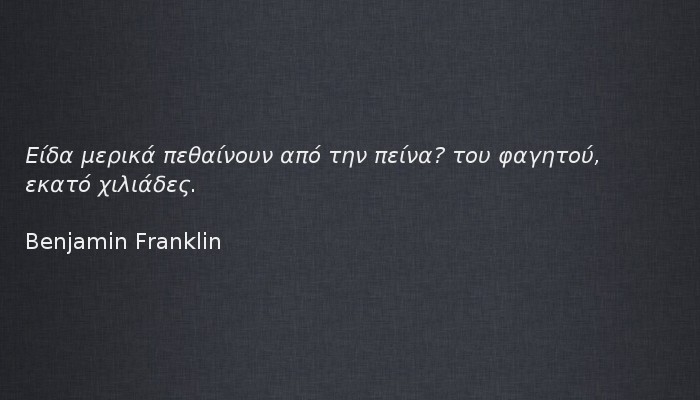 Είδα μερικά πεθαίνουν από την πείνα? του φαγητού,
εκατό χιλιάδες.
Benjamin Franklin